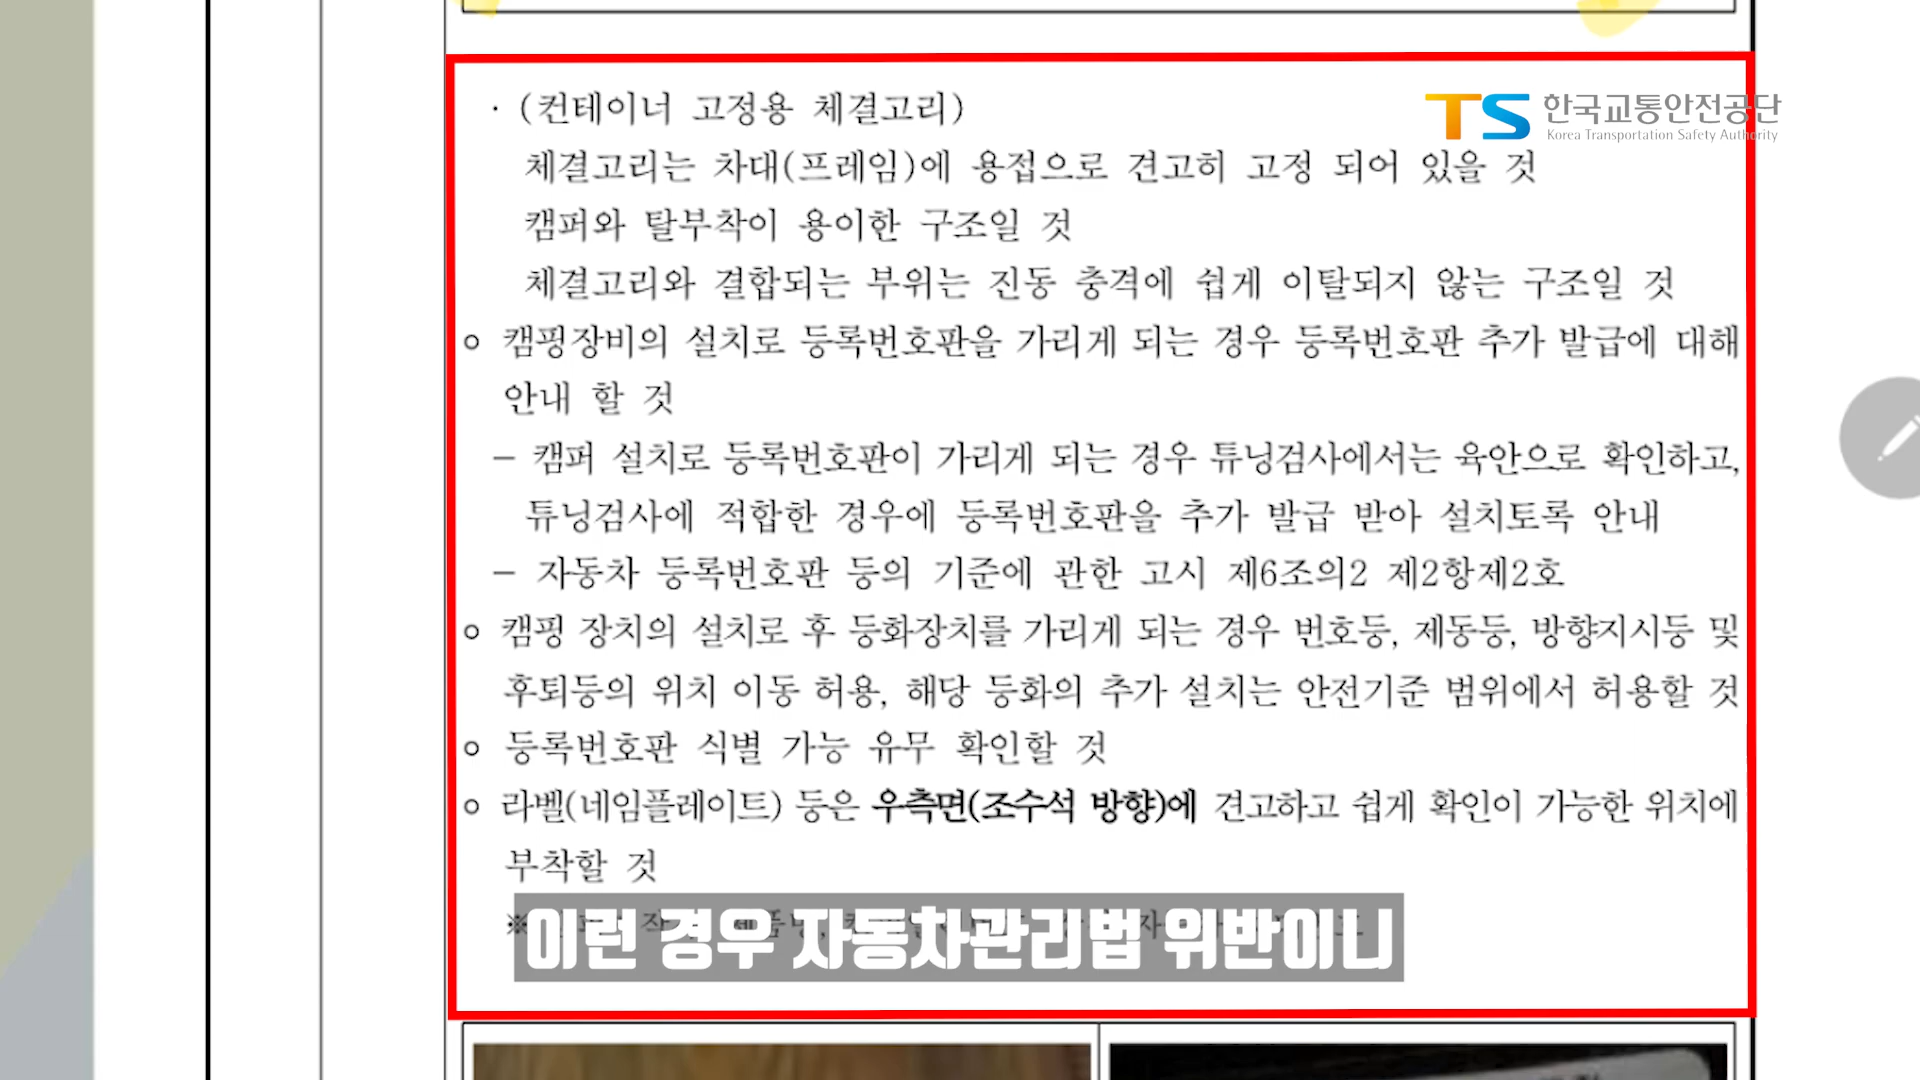 · (컨테이너 고정용 체결고리)
TS 한국교통안전공단
Korea Transportation Safety Authority
체결고리는 차대(프레임)에 용접으로 견고히 고정 되어 있을 것
캠퍼와 탈부착이 용이한 구조일 것
체결고리와 결합되는 부위는 진동 충격에 쉽게 이탈되지 않는 구조일 것
○ 캠핑장비의 설치로 등록번호판을 가리게 되는 경우 등록번호판 추가 발급에 대해
안내 할 것
– 캠퍼 설치로 등록번호판이 가리게 되는 경우 튜닝검사에서는 육안으로 확인하고,
튜닝검사에 적합한 경우에 등록번호판을 추가 발급 받아 설치토록 안내
– 자동차 등록번호판 등의 기준에 관한 고시 제6조의2 제2항제2호
○ 캠핑 장치의 설치로 후 등화장치를 가리게 되는 경우 번호등, 제동등, 방향지시등 및
후퇴등의 위치 이동 허용, 해당 등화의 추가 설치는 안전기준 범위에서 허용할 것
○ 등록번호판 식별 가능 유무 확인할 것
○ 라벨(네임플레이트) 등은 우측면(조수석 방향)에 견고하고 쉽게 확인이 가능한 위치에
부착할 것
※
이런 경우 자동차관리법 위반이니